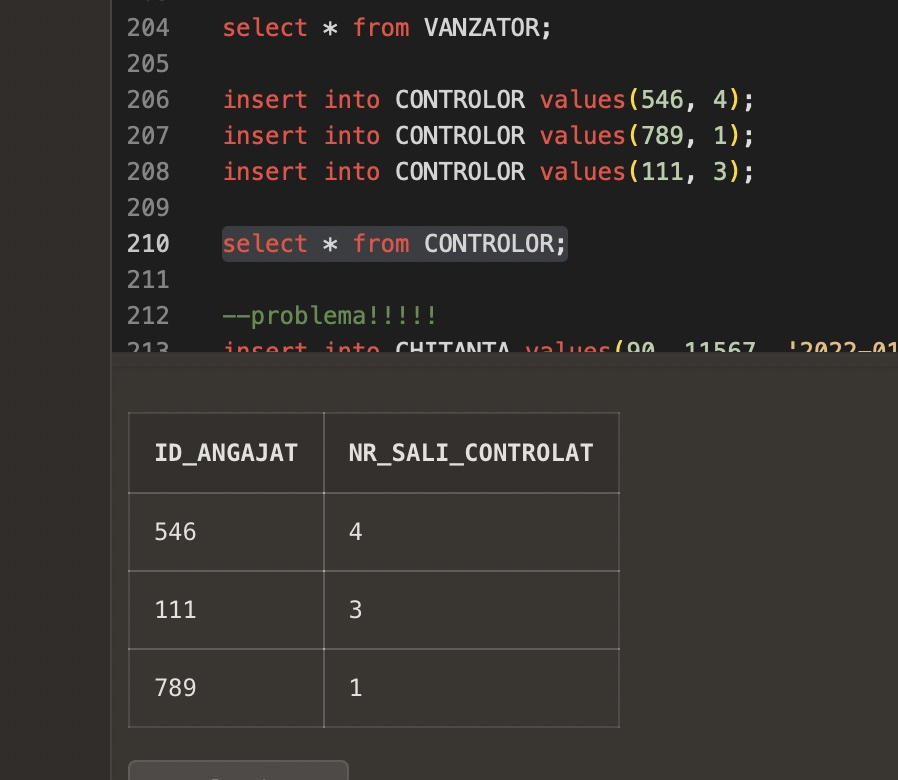 204 select * from VANZATOR;
205
206 insert into CONTROLOR values(546, 4);
207 insert into CONTROLOR values(789, 1);
208 insert into CONTROLOR values(111, 3);
209
210 select * from CONTROLOR;
211
212 --problema!!!!!
213 insert into CHITANTA values(90, 11567, '2022-01
ID_ANGAJAT NR_SALI_CONTROLAT
546 4
111 3
789 1